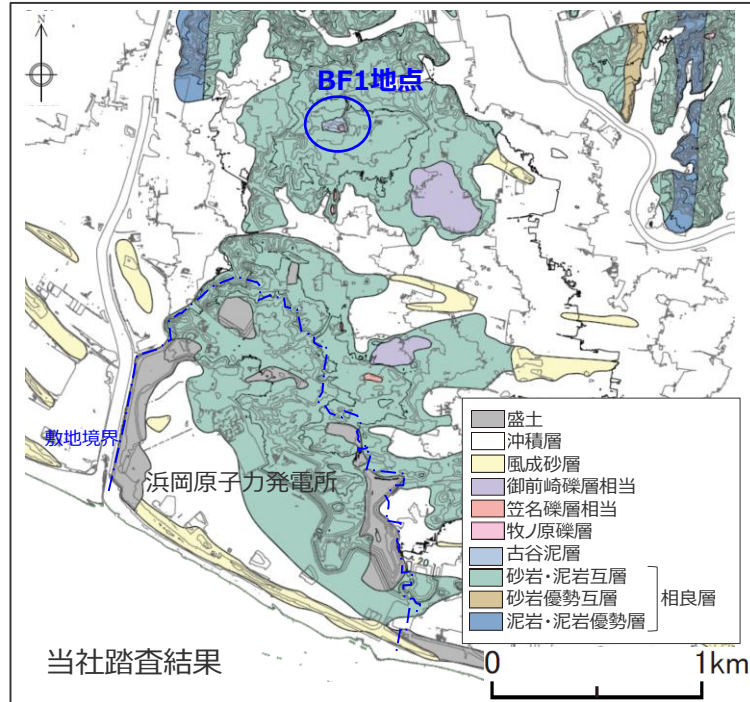 N
BF1地点
敷地境界
浜岡原子力発電所
盛土
沖積層
風成砂層
御前崎礫層相当
笠名礫層相当
牧ノ原礫層
古谷泥層
砂岩・泥岩互層
砂岩優勢互層
泥岩・泥岩優勢層
相良層
当社踏査結果
0 1km